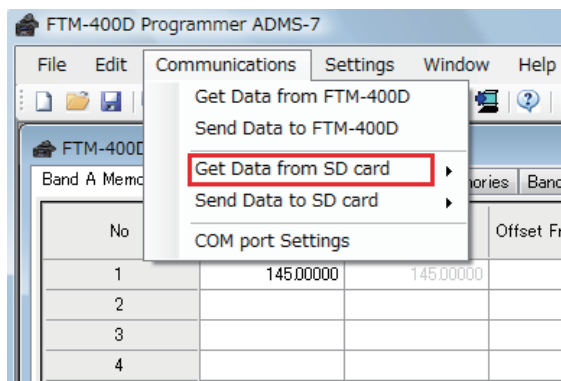 FTM-400D Programmer ADMS-7
File Edit Communications Settings Window Help
Get Data from FTM-400D
Send Data to FTM-400D
FTM-400D
Get Data from SD card
Band A Memo ories Band
Send Data to SD card
No Offset Fr
COM port Settings
1 145.00000 145.00000
2
3
4